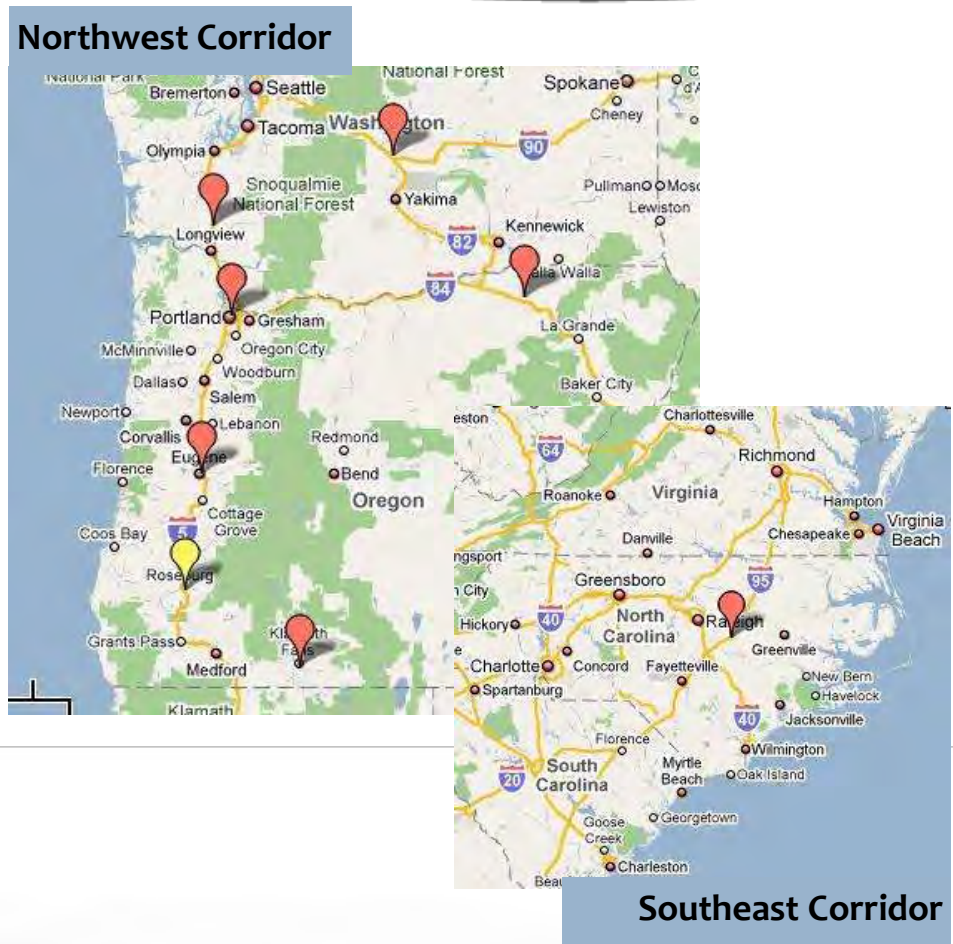 Northwest Corridor
National Park
National Forest
Bremerton
Seattle
Spokane
Cheney
Tacoma
Washington
Olympia
90
Snoqualmie
National Forest
Pullman
Lewiston
Yakima
Longview
Kennewick
82
Walla Walla
84
Portland
Gresham
La Grande
McMinnville
Oregon City
Woodburn
Dallas
Salem
Baker City
Newport
Lebanon
Corvallis
Redmond
Eugene
Florence
Bend
Oregon
Cottage
Grove
Coos Bay
5
Roseburg
Grants Pass
Klamath
Falls
Medford
Klamath
Charlottesville
64
Richmond
Roanoke
Virginia
Hampton
Chesapeake
Virginia
Beach
Danville
Greensboro
95
Hickory
40
North
Carolina
Raleigh
Greenville
Charlotte
Concord
Fayetteville
New Bern
Spartanburg
Havelock
Jacksonville
40
Florence
Wilmington
South
Carolina
Myrtle
Beach
Oak Island
20
Goose
Creek
Georgetown
Charleston
Southeast Corridor